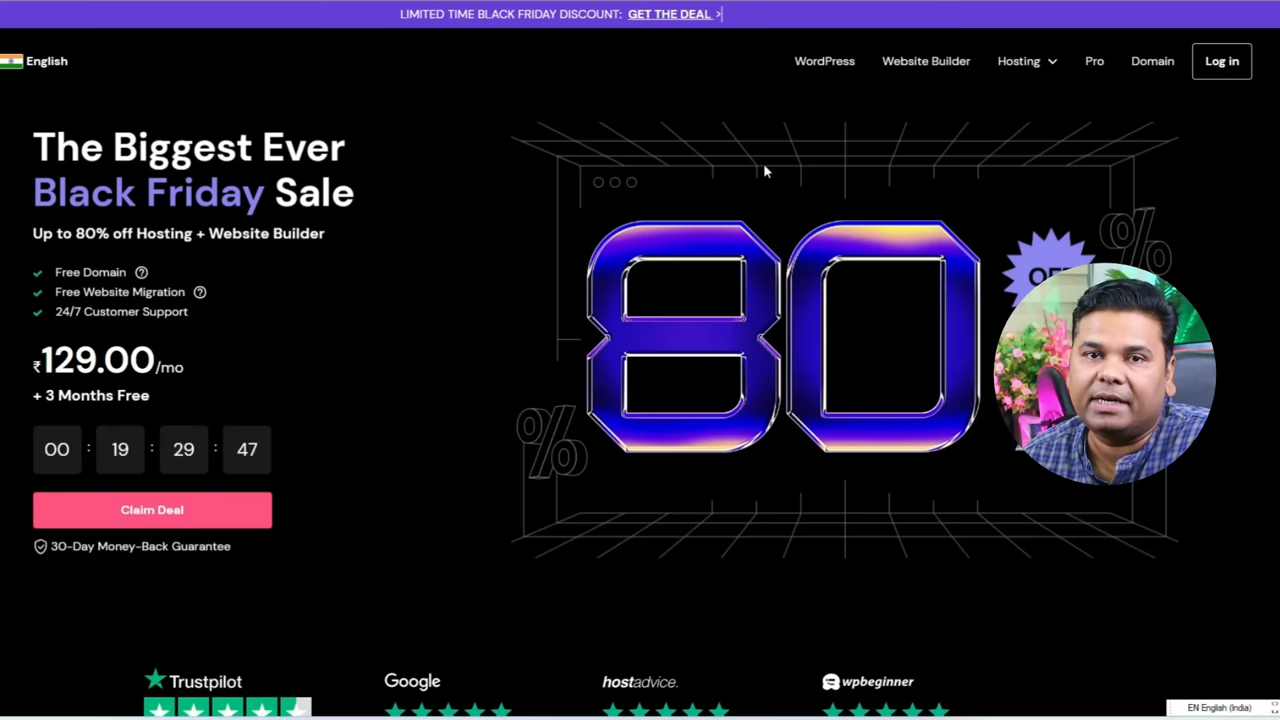 LIMITED TIME BLACK FRIDAY DISCOUNT: GET THE DEAL >
English
WordPress
Website Builder
Hosting
Pro
Domain
Log in
The Biggest Ever
Black Friday Sale
Up to 80% off Hosting + Website Builder
Free Domain ?
Free Website Migration ?
24/7 Customer Support
₹129.00/mo
+ 3 Months Free
00 : 19 : 29 : 47
Claim Deal
30-Day Money-Back Guarantee
%
80
%
Trustpilot
Google
hostadvice.
wpbeginner
EN English (India)